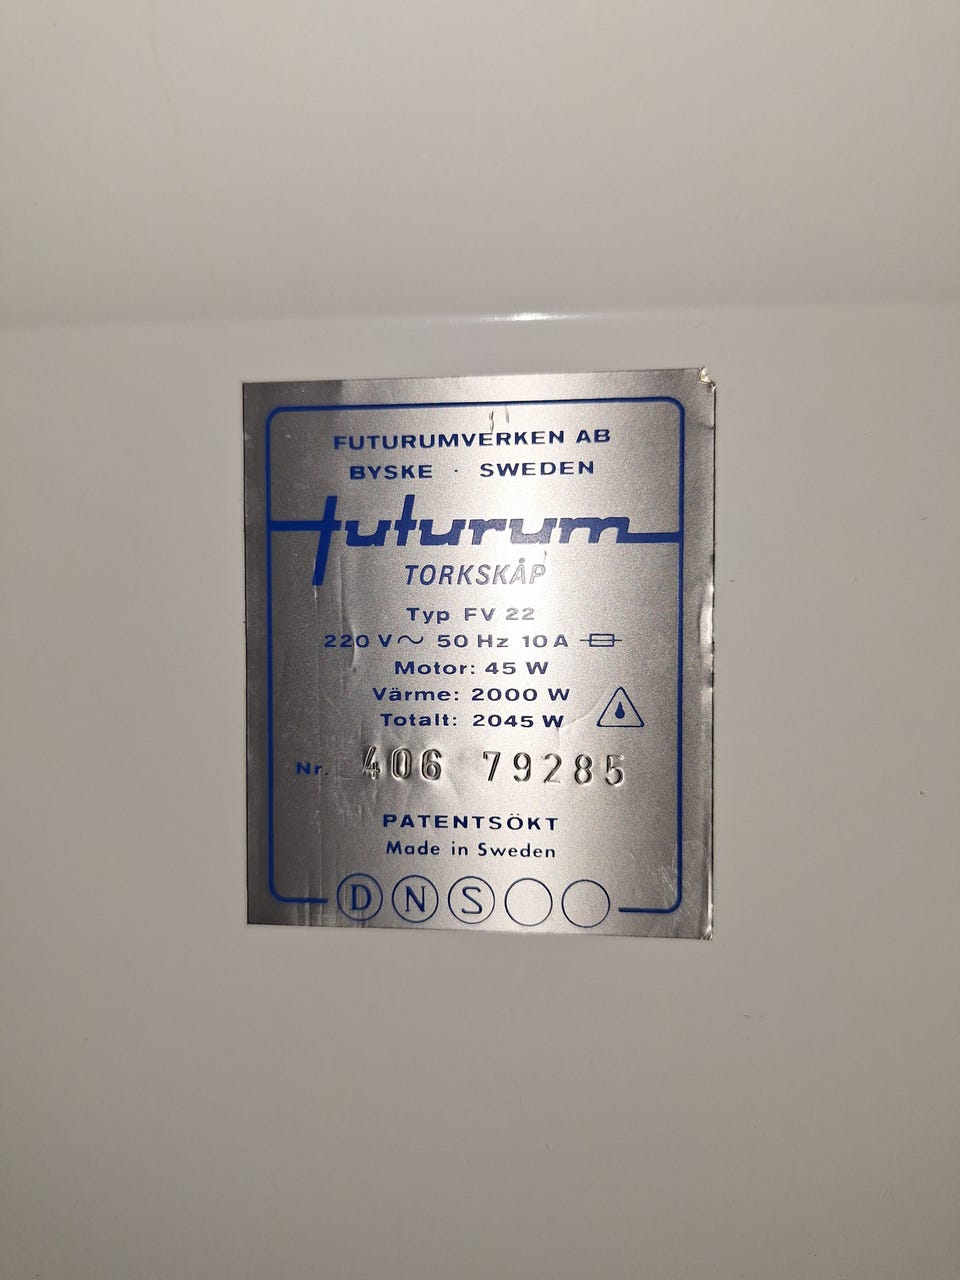 FUTURUMVERKEN AB
BYSKE · SWEDEN
futurum
TORKSKÅP
Typ FV 22
220 V ~ 50 Hz 10 A
Motor: 45 W
Värme: 2000 W
Totalt: 2045 W
Nr. 406 79285
PATENTSÖKT
Made in Sweden
D N S